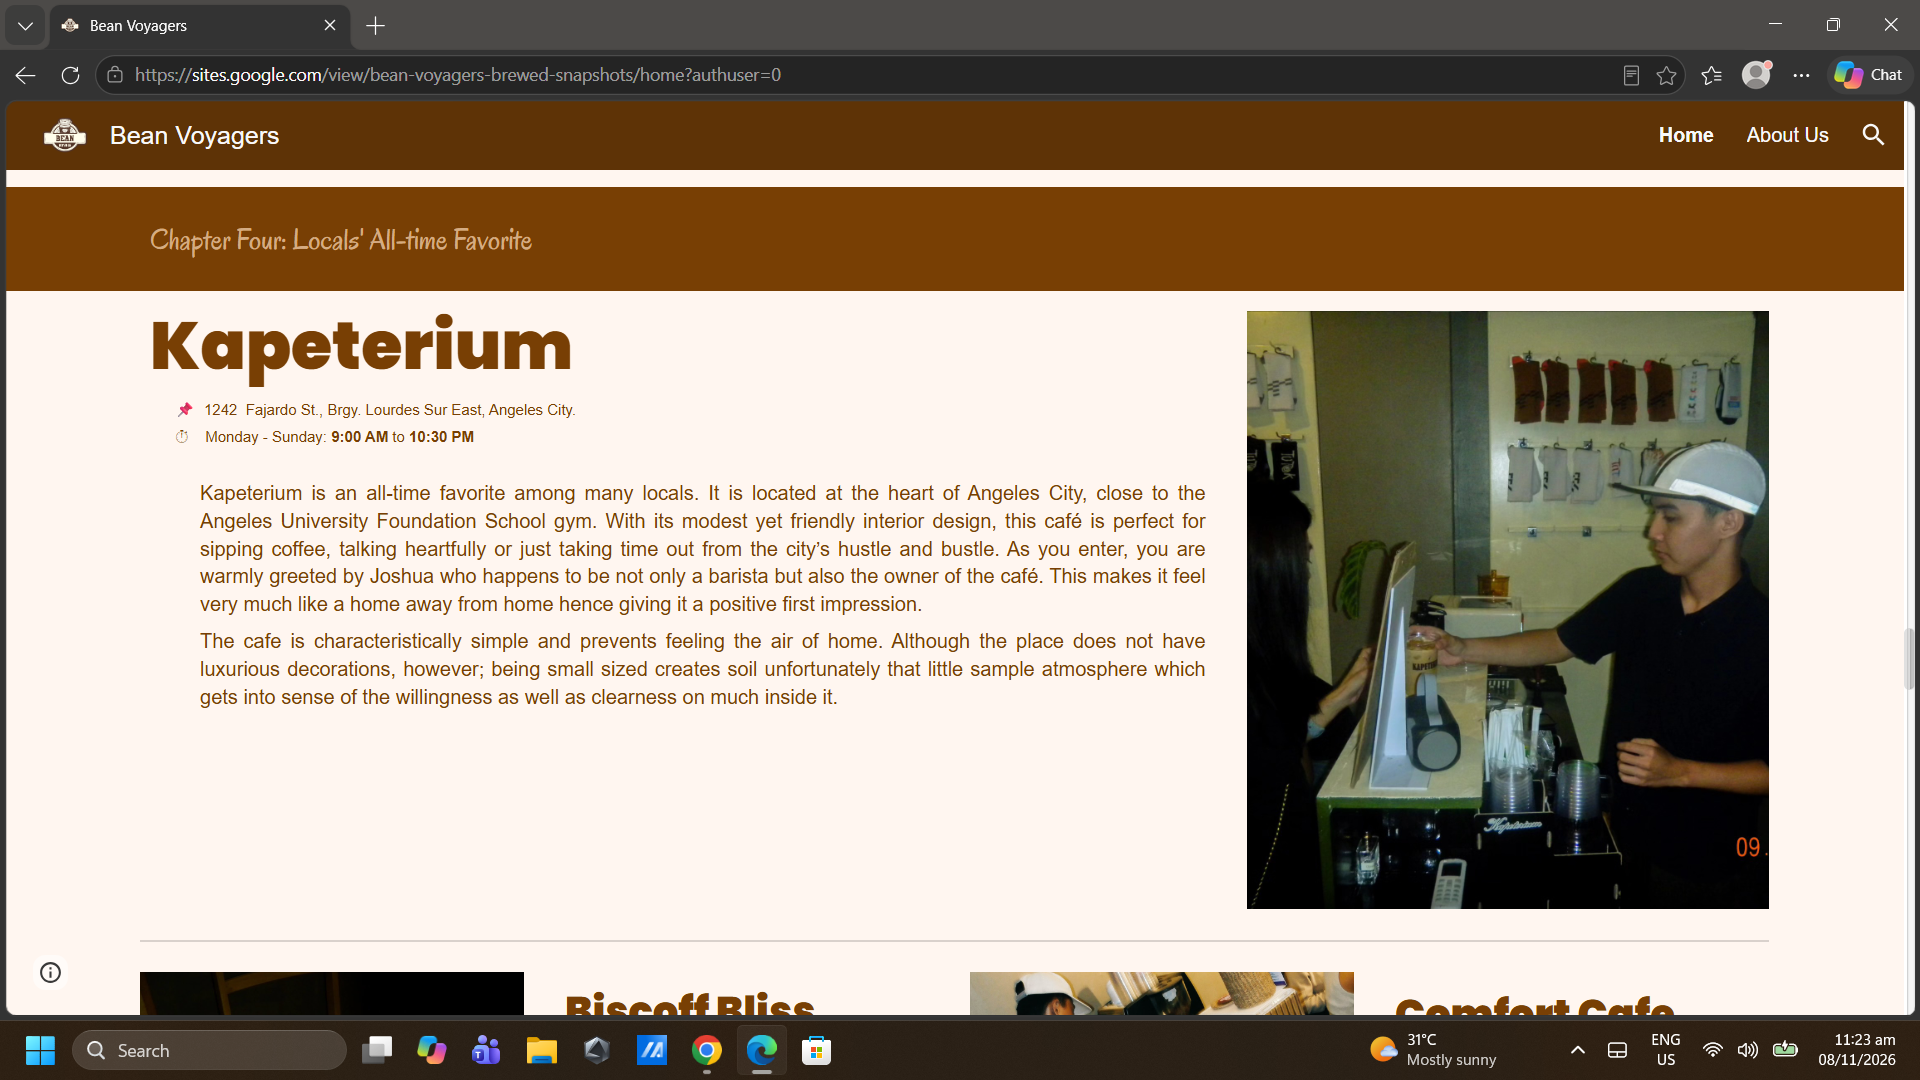 Bean Voyagers
https://sites.google.com/view/bean-voyagers-brewed-snapshots/home?authuser=0
Chat
BEAN
Bean Voyagers
Home
About Us
Chapter Four: Locals' All-time Favorite
Kapeterium
1242 Fajardo St., Brgy. Lourdes Sur East, Angeles City.
Monday - Sunday: 9:00 AM to 10:30 PM
Kapeterium is an all-time favorite among many locals. It is located at the heart of Angeles City, close to the
Angeles University Foundation School gym. With its modest yet friendly interior design, this café is perfect for
sipping coffee, talking heartfully or just taking time out from the city’s hustle and bustle. As you enter, you are
warmly greeted by Joshua who happens to be not only a barista but also the owner of the café. This makes it feel
very much like a home away from home hence giving it a positive first impression.
The cafe is characteristically simple and prevents feeling the air of home. Although the place does not have
luxurious decorations, however; being small sized creates soil unfortunately that little sample atmosphere which
gets into sense of the willingness as well as clearness on much inside it.
Kapeterium
09
Biscoff Bliss
Comfort Cafe
Search
31°C
Mostly sunny
ENG
US
11:23 am
08/11/2026